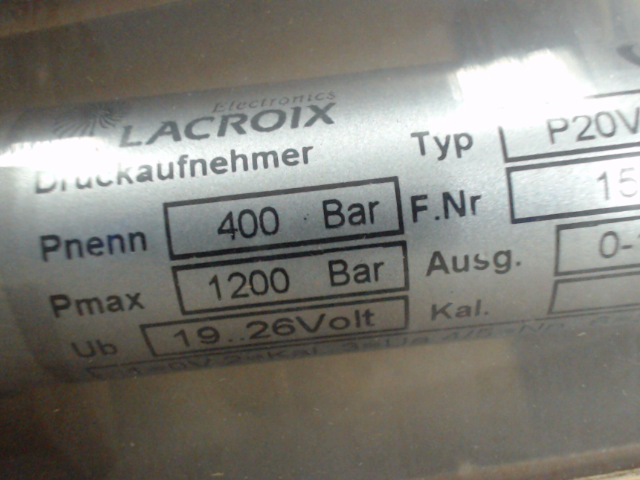 Electronics
LACROIX
Druckaufnehmer
Typ P20V
Pnenn 400 Bar
F.Nr 15
Pmax 1200 Bar
Ausg. 0-
Ub 19..26Volt
Kal.